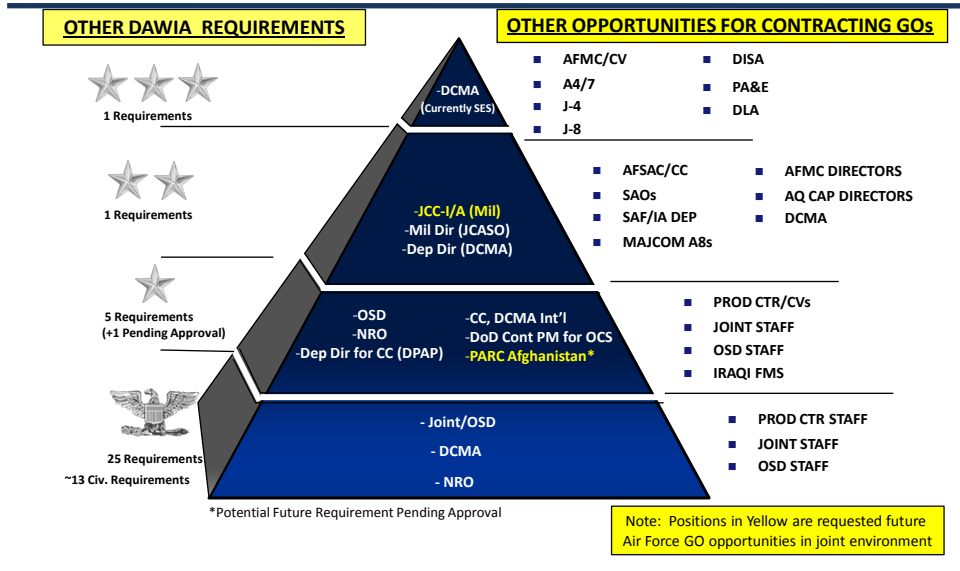 OTHER DAWIA REQUIREMENTS
OTHER OPPORTUNITIES FOR CONTRACTING GOs
1 Requirements
-DCMA
(Currently SES)
■ AFMC/CV
■ A4/7
■ J-4
■ J-8
■ DISA
■ PA&E
■ DLA
1 Requirements
-JCC-I/A (Mil)
-Mil Dir (JCASO)
-Dep Dir (DCMA)
■ AFSAC/CC
■ SAOs
■ SAF/IA DEP
■ MAJCOM A8s
■ AFMC DIRECTORS
■ AQ CAP DIRECTORS
■ DCMA
5 Requirements
(+1 Pending Approval)
-OSD
-NRO
-Dep Dir for CC (DPAP)
-CC, DCMA Int'l
-DoD Cont PM for OCS
-PARC Afghanistan*
■ PROD CTR/CVs
■ JOINT STAFF
■ OSD STAFF
■ IRAQI FMS
25 Requirements
~13 Civ. Requirements
- Joint/OSD
- DCMA
- NRO
■ PROD CTR STAFF
■ JOINT STAFF
■ OSD STAFF
*Potential Future Requirement Pending Approval
Note: Positions in Yellow are requested future
Air Force GO opportunities in joint environment